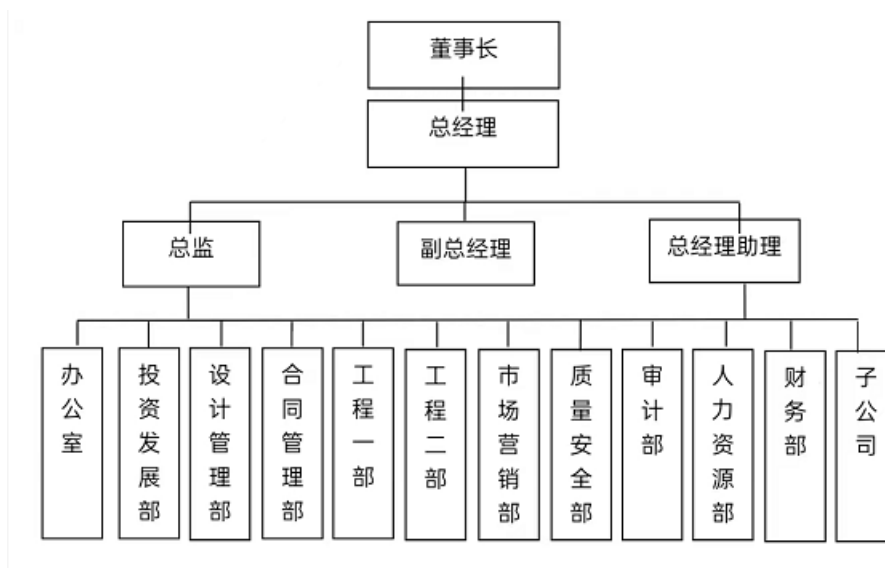 董事长
总经理
总监
副总经理
总经理助理
办公室
投资发展部
设计管理部
合同管理部
工程一部
工程二部
市场营销部
质量安全部
审计部
人力资源部
财务部
子公司